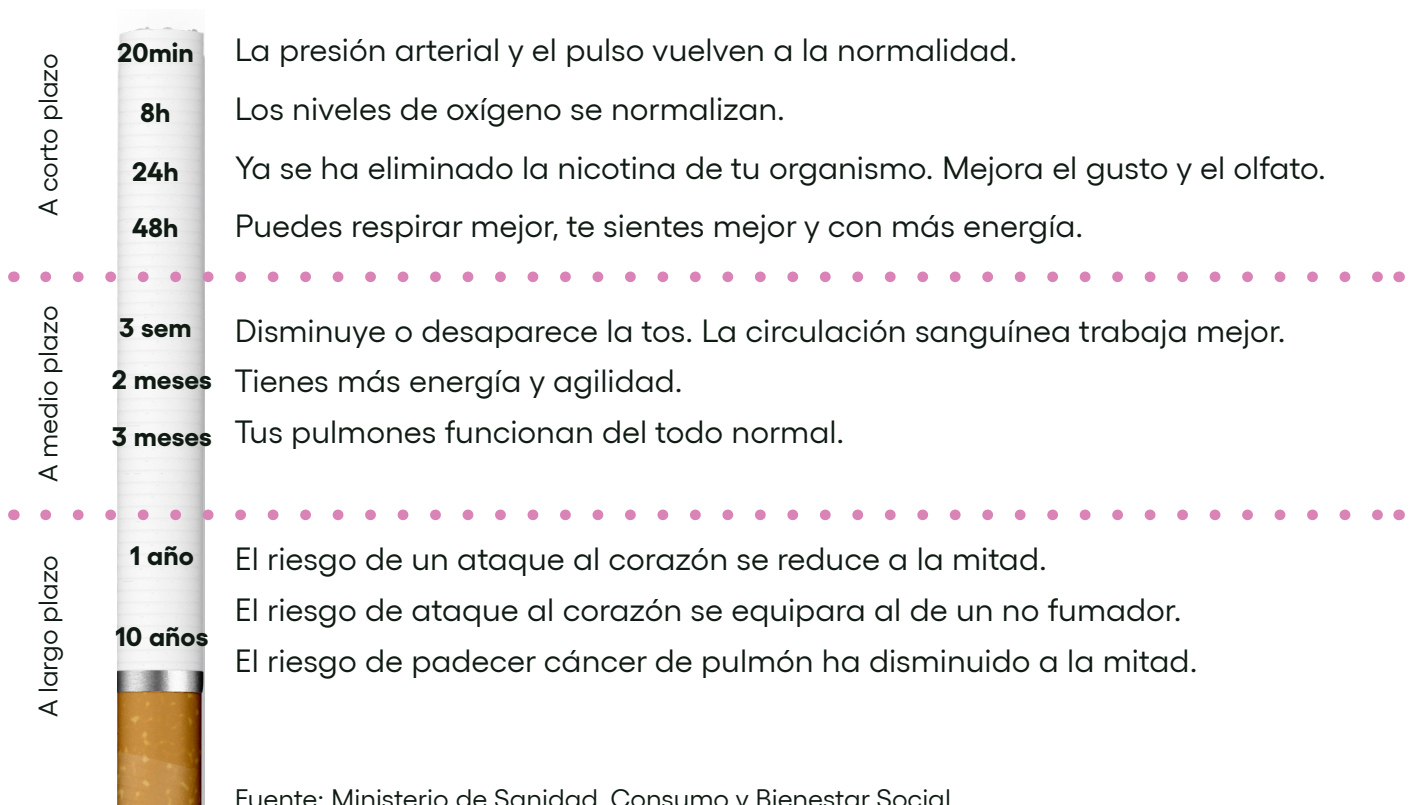 A corto plazo
20min La presión arterial y el pulso vuelven a la normalidad.
8h Los niveles de oxígeno se normalizan.
24h Ya se ha eliminado la nicotina de tu organismo. Mejora el gusto y el olfato.
48h Puedes respirar mejor, te sientes mejor y con más energía.
A medio plazo
3 sem Disminuye o desaparece la tos. La circulación sanguínea trabaja mejor.
2 meses Tienes más energía y agilidad.
3 meses Tus pulmones funcionan del todo normal.
A largo plazo
1 año El riesgo de un ataque al corazón se reduce a la mitad.
10 años El riesgo de ataque al corazón se equipara al de un no fumador.
El riesgo de padecer cáncer de pulmón ha disminuido a la mitad.
Fuente: Ministerio de Sanidad, Consumo y Bienestar Social